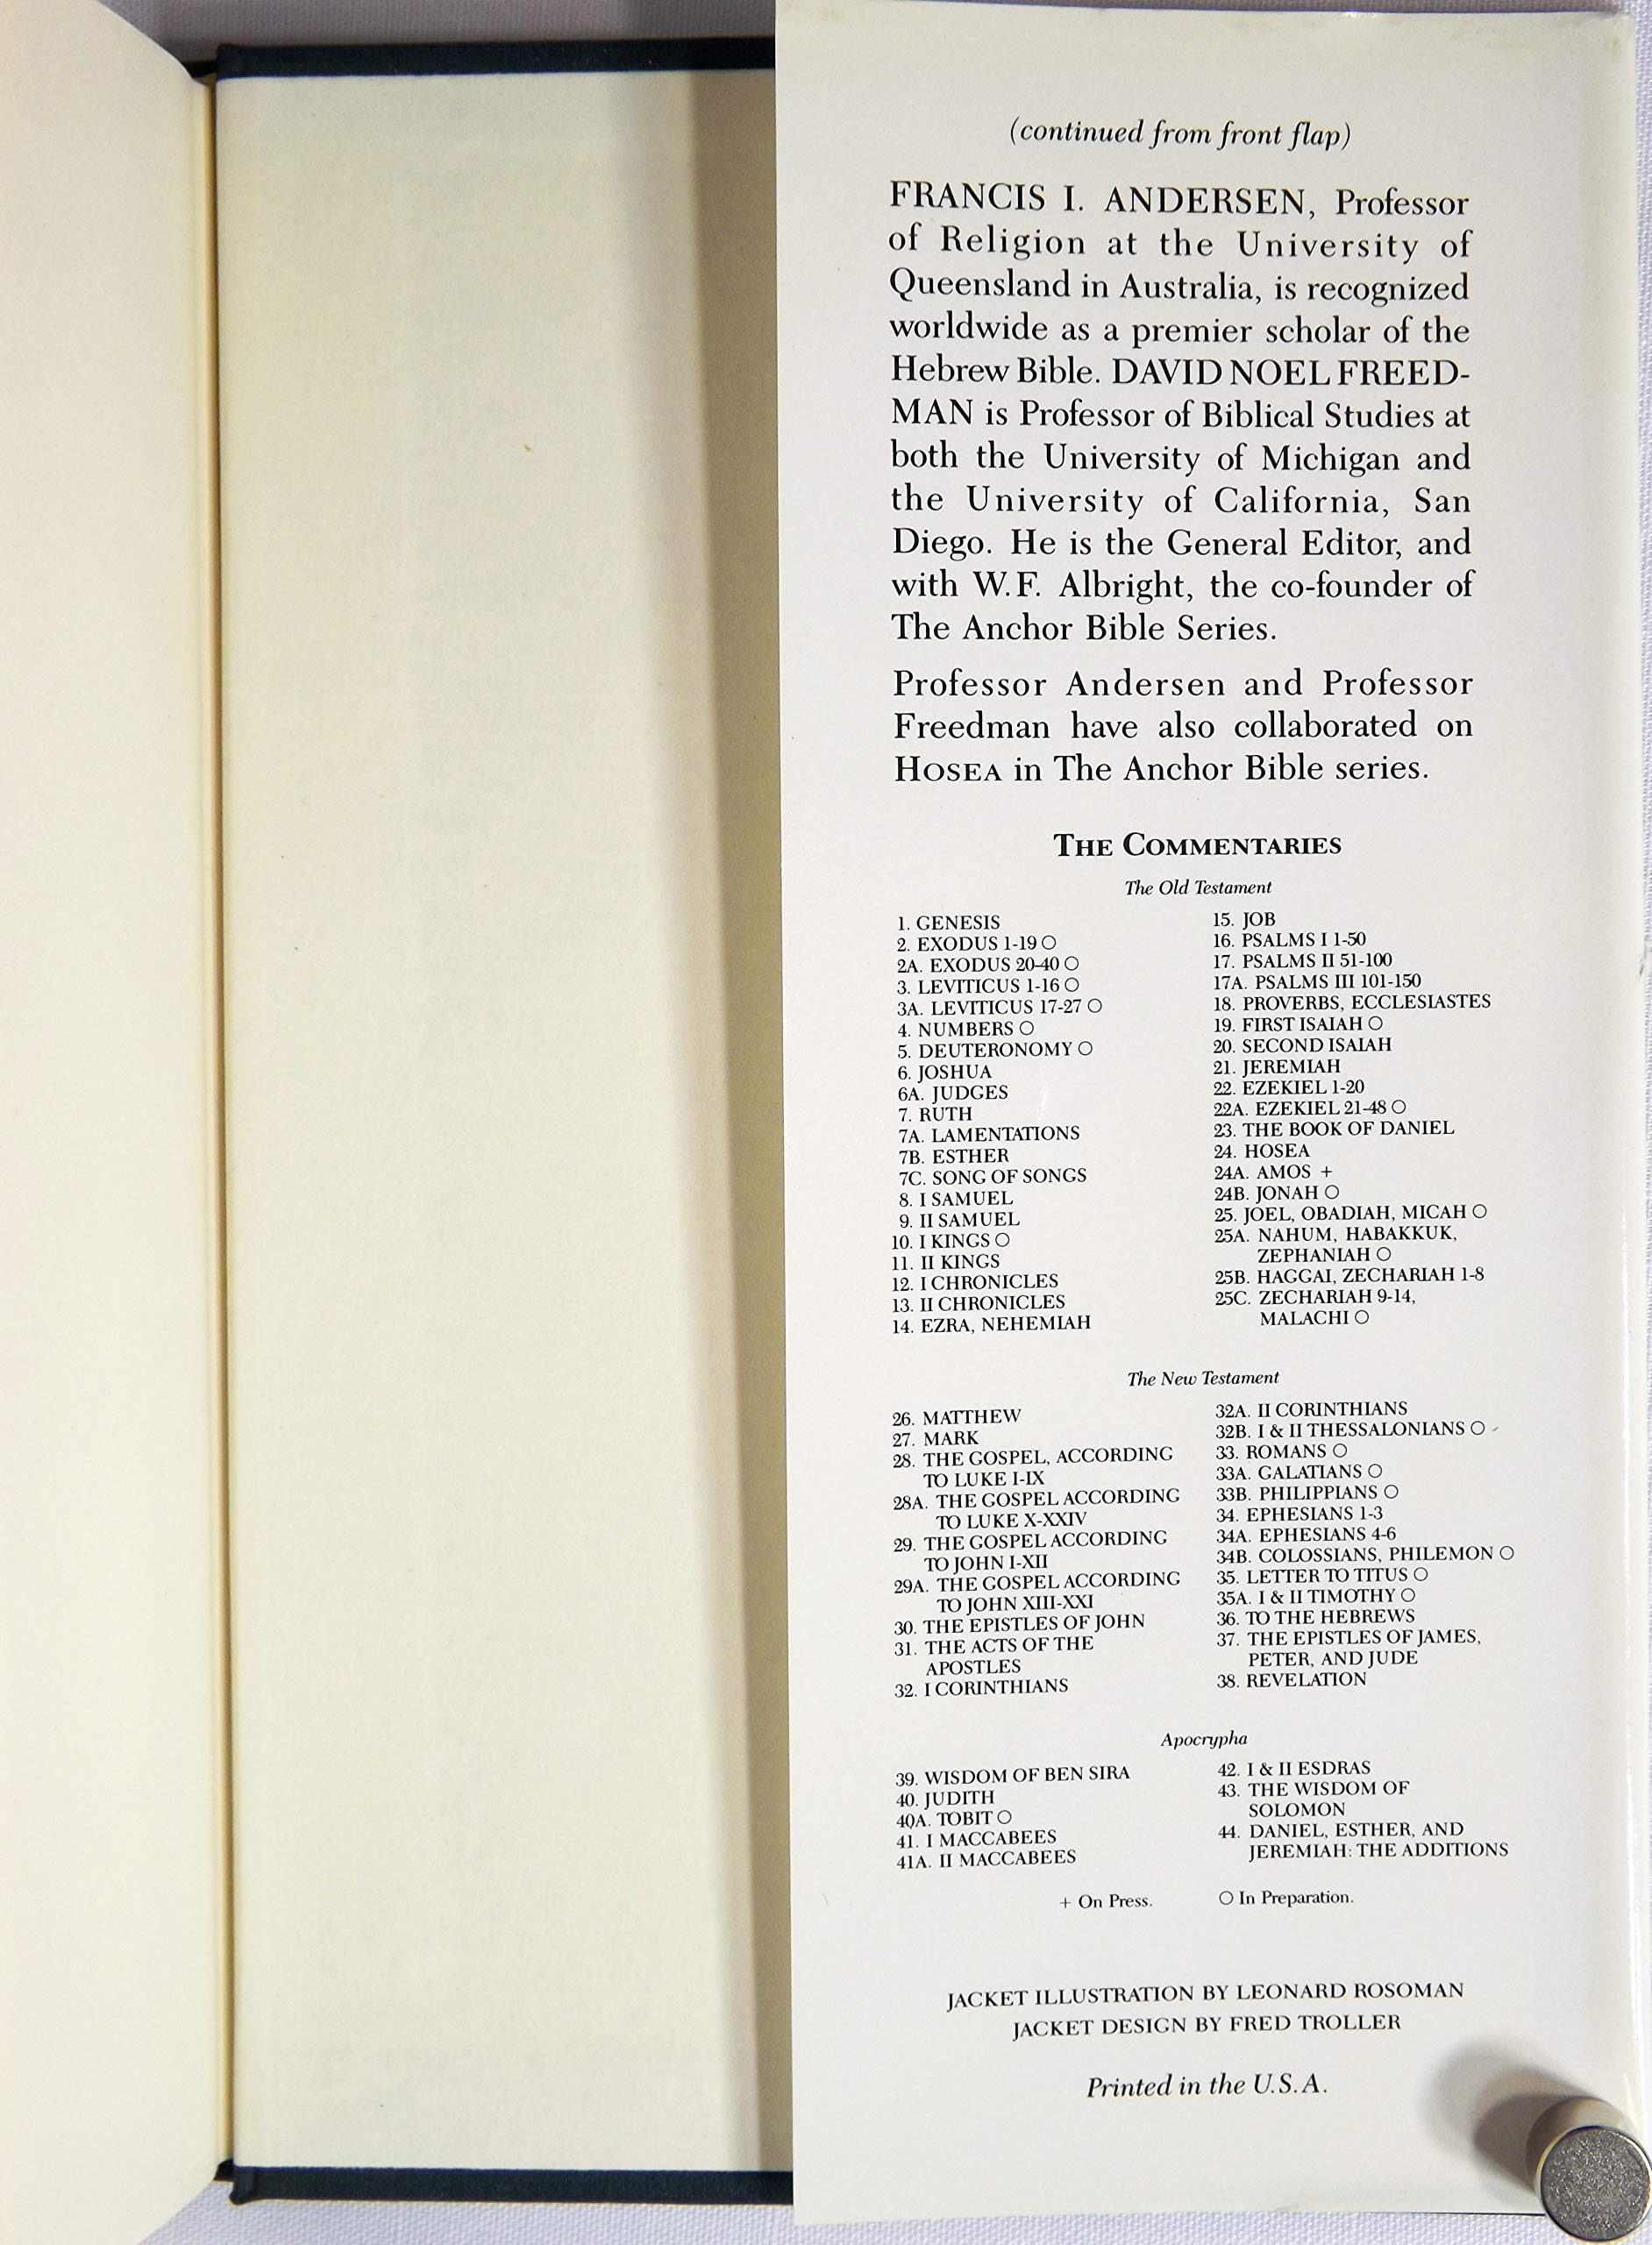 (continued from front flap)
FRANCIS I. ANDERSEN, Professor
of Religion at the University of
Queensland in Australia, is recognized
worldwide as a premier scholar of the
Hebrew Bible. DAVID NOEL FREED-
MAN is Professor of Biblical Studies at
both the University of Michigan and
the University of California, San
Diego. He is the General Editor, and
with W.F. Albright, the co-founder of
The Anchor Bible Series.
Professor Andersen and Professor
Freedman have also collaborated on
HOSEA in The Anchor Bible series.
THE COMMENTARIES
The Old Testament
1. GENESIS
2. EXODUS 1-19 ○
2A. EXODUS 20-40 ○
3. LEVITICUS 1-16 ○
3A. LEVITICUS 17-27 ○
4. NUMBERS ○
5. DEUTERONOMY ○
6. JOSHUA
6A. JUDGES
7. RUTH
7A. LAMENTATIONS
7B. ESTHER
7C. SONG OF SONGS
8. I SAMUEL
9. II SAMUEL
10. I KINGS ○
11. II KINGS
12. I CHRONICLES
13. II CHRONICLES
14. EZRA, NEHEMIAH
15. JOB
16. PSALMS I 1-50
17. PSALMS II 51-100
17A. PSALMS III 101-150
18. PROVERBS, ECCLESIASTES
19. FIRST ISAIAH ○
20. SECOND ISAIAH
21. JEREMIAH
22. EZEKIEL 1-20
22A. EZEKIEL 21-48 ○
23. THE BOOK OF DANIEL
24. HOSEA
24A. AMOS +
24B. JONAH ○
25. JOEL, OBADIAH, MICAH ○
25A. NAHUM, HABAKKUK,
ZEPHANIAH ○
25B. HAGGAI, ZECHARIAH 1-8
25C. ZECHARIAH 9-14,
MALACHI ○
The New Testament
26. MATTHEW
27. MARK
28. THE GOSPEL, ACCORDING
TO LUKE I-IX
28A. THE GOSPEL ACCORDING
TO LUKE X-XXIV
29. THE GOSPEL ACCORDING
TO JOHN I-XII
29A. THE GOSPEL ACCORDING
TO JOHN XIII-XXI
30. THE EPISTLES OF JOHN
31. THE ACTS OF THE
APOSTLES
32. I CORINTHIANS
32A. II CORINTHIANS
32B. I & II THESSALONIANS ○
33. ROMANS ○
33A. GALATIANS ○
33B. PHILIPPIANS ○
34. EPHESIANS 1-3
34A. EPHESIANS 4-6
34B. COLOSSIANS, PHILEMON ○
35. LETTER TO TITUS ○
35A. I & II TIMOTHY ○
36. TO THE HEBREWS
37. THE EPISTLES OF JAMES,
PETER, AND JUDE
38. REVELATION
Apocrypha
39. WISDOM OF BEN SIRA
40. JUDITH
40A. TOBIT ○
41. I MACCABEES
41A. II MACCABEES
42. I & II ESDRAS
43. THE WISDOM OF
SOLOMON
44. DANIEL, ESTHER, AND
JEREMIAH: THE ADDITIONS
+ On Press. ○ In Preparation.
JACKET ILLUSTRATION BY LEONARD ROSOMAN
JACKET DESIGN BY FRED TROLLER
Printed in the U.S.A.